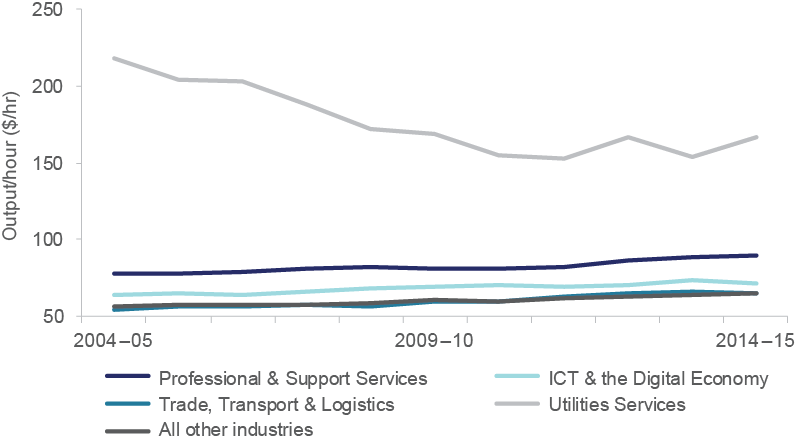 250
200
150
100
50
Output/hour ($/hr)
2004–05
2009–10
2014–15
Professional & Support Services
ICT & the Digital Economy
Trade, Transport & Logistics
Utilities Services
All other industries